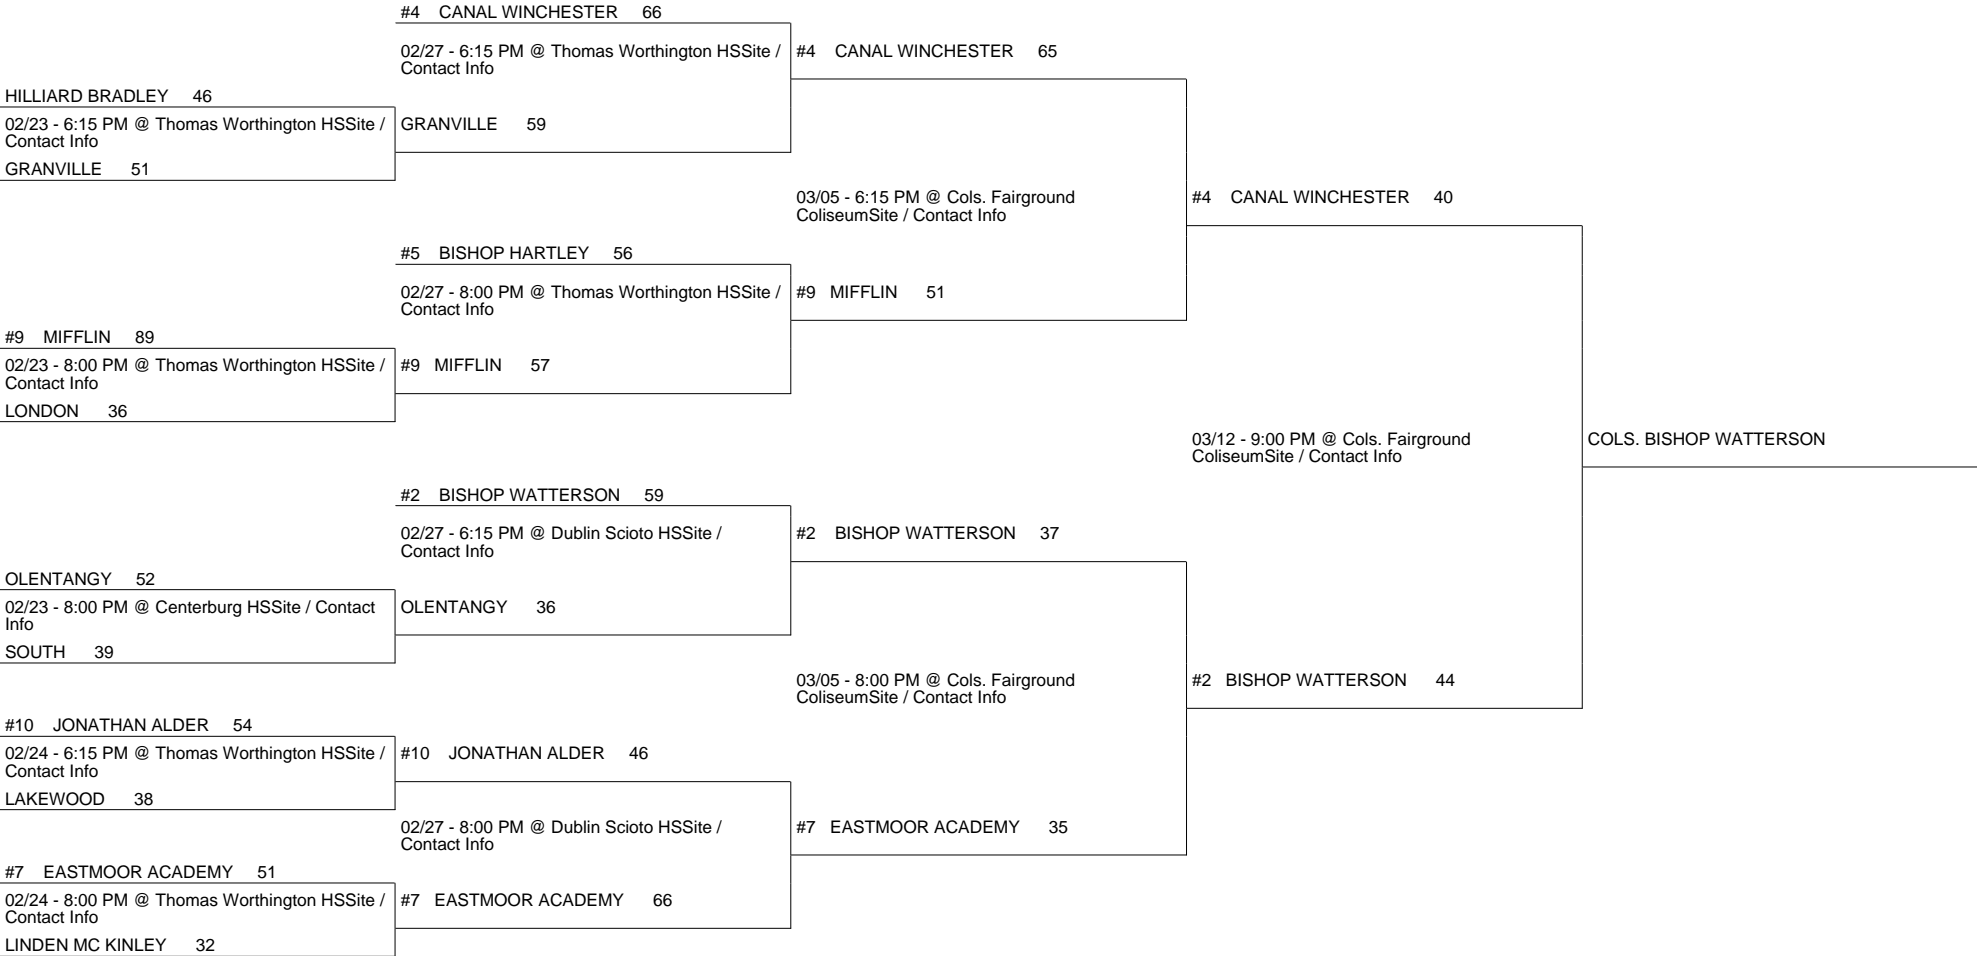 #4 CANAL WINCHESTER 66
02/27 - 6:15 PM @ Thomas Worthington HSSite /
Contact Info
#4 CANAL WINCHESTER 65
HILLIARD BRADLEY 46
02/23 - 6:15 PM @ Thomas Worthington HSSite /
Contact Info
GRANVILLE 59
GRANVILLE 51
03/05 - 6:15 PM @ Cols. Fairground
ColiseumSite / Contact Info
#4 CANAL WINCHESTER 40
#5 BISHOP HARTLEY 56
02/27 - 8:00 PM @ Thomas Worthington HSSite /
Contact Info
#9 MIFFLIN 51
#9 MIFFLIN 89
02/23 - 8:00 PM @ Thomas Worthington HSSite /
Contact Info
#9 MIFFLIN 57
LONDON 36
03/12 - 9:00 PM @ Cols. Fairground
ColiseumSite / Contact Info
COLS. BISHOP WATTERSON
#2 BISHOP WATTERSON 59
02/27 - 6:15 PM @ Dublin Scioto HSSite /
Contact Info
#2 BISHOP WATTERSON 37
OLENTANGY 52
02/23 - 8:00 PM @ Centerburg HSSite / Contact
Info
OLENTANGY 36
SOUTH 39
03/05 - 8:00 PM @ Cols. Fairground
ColiseumSite / Contact Info
#2 BISHOP WATTERSON 44
#10 JONATHAN ALDER 54
02/24 - 6:15 PM @ Thomas Worthington HSSite /
Contact Info
#10 JONATHAN ALDER 46
LAKEWOOD 38
02/27 - 8:00 PM @ Dublin Scioto HSSite /
Contact Info
#7 EASTMOOR ACADEMY 35
#7 EASTMOOR ACADEMY 51
02/24 - 8:00 PM @ Thomas Worthington HSSite /
Contact Info
#7 EASTMOOR ACADEMY 66
LINDEN MC KINLEY 32